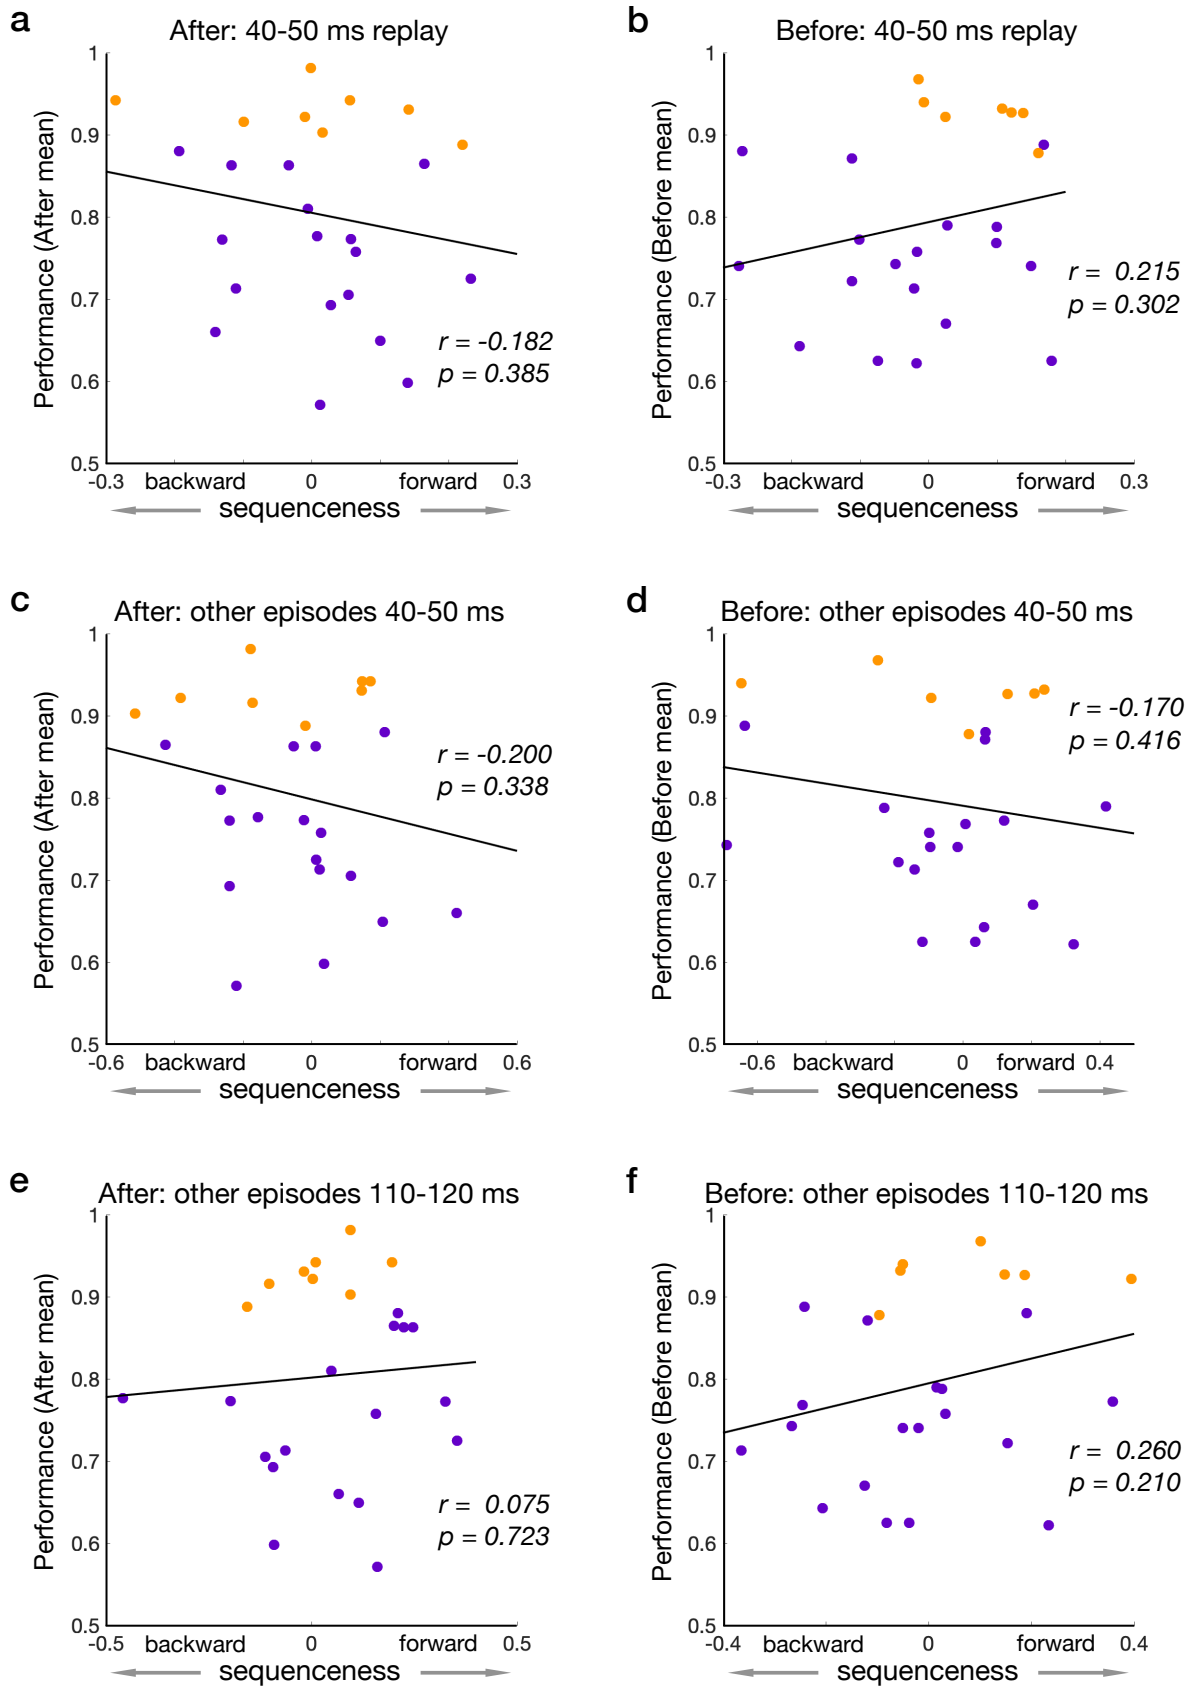 a
After: 40-50 ms replay
Performance (After mean)
1
0.9
0.8
0.7
0.6
0.5
r = -0.182
p = 0.385
-0.3 backward 0 forward 0.3
sequenceness
b
Before: 40-50 ms replay
Performance (Before mean)
1
0.9
0.8
0.7
0.6
0.5
r = 0.215
p = 0.302
-0.3 backward 0 forward 0.3
sequenceness
c
After: other episodes 40-50 ms
Performance (After mean)
1
0.9
0.8
0.7
0.6
0.5
r = -0.200
p = 0.338
-0.6 backward 0 forward 0.6
sequenceness
d
Before: other episodes 40-50 ms
Performance (Before mean)
1
0.9
0.8
0.7
0.6
0.5
r = -0.170
p = 0.416
-0.6 backward 0 forward 0.4
sequenceness
e
After: other episodes 110-120 ms
Performance (After mean)
1
0.9
0.8
0.7
0.6
0.5
r = 0.075
p = 0.723
-0.5 backward 0 forward 0.5
sequenceness
f
Before: other episodes 110-120 ms
Performance (Before mean)
1
0.9
0.8
0.7
0.6
0.5
r = 0.260
p = 0.210
-0.4 backward 0 forward 0.4
sequenceness